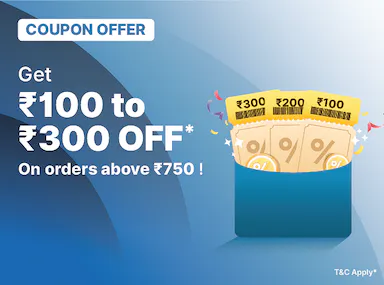 COUPON OFFER
Get
₹100 to
₹300 OFF*
On orders above ₹750 !
₹300 ₹200 ₹100
% % %
%
T&C Apply*